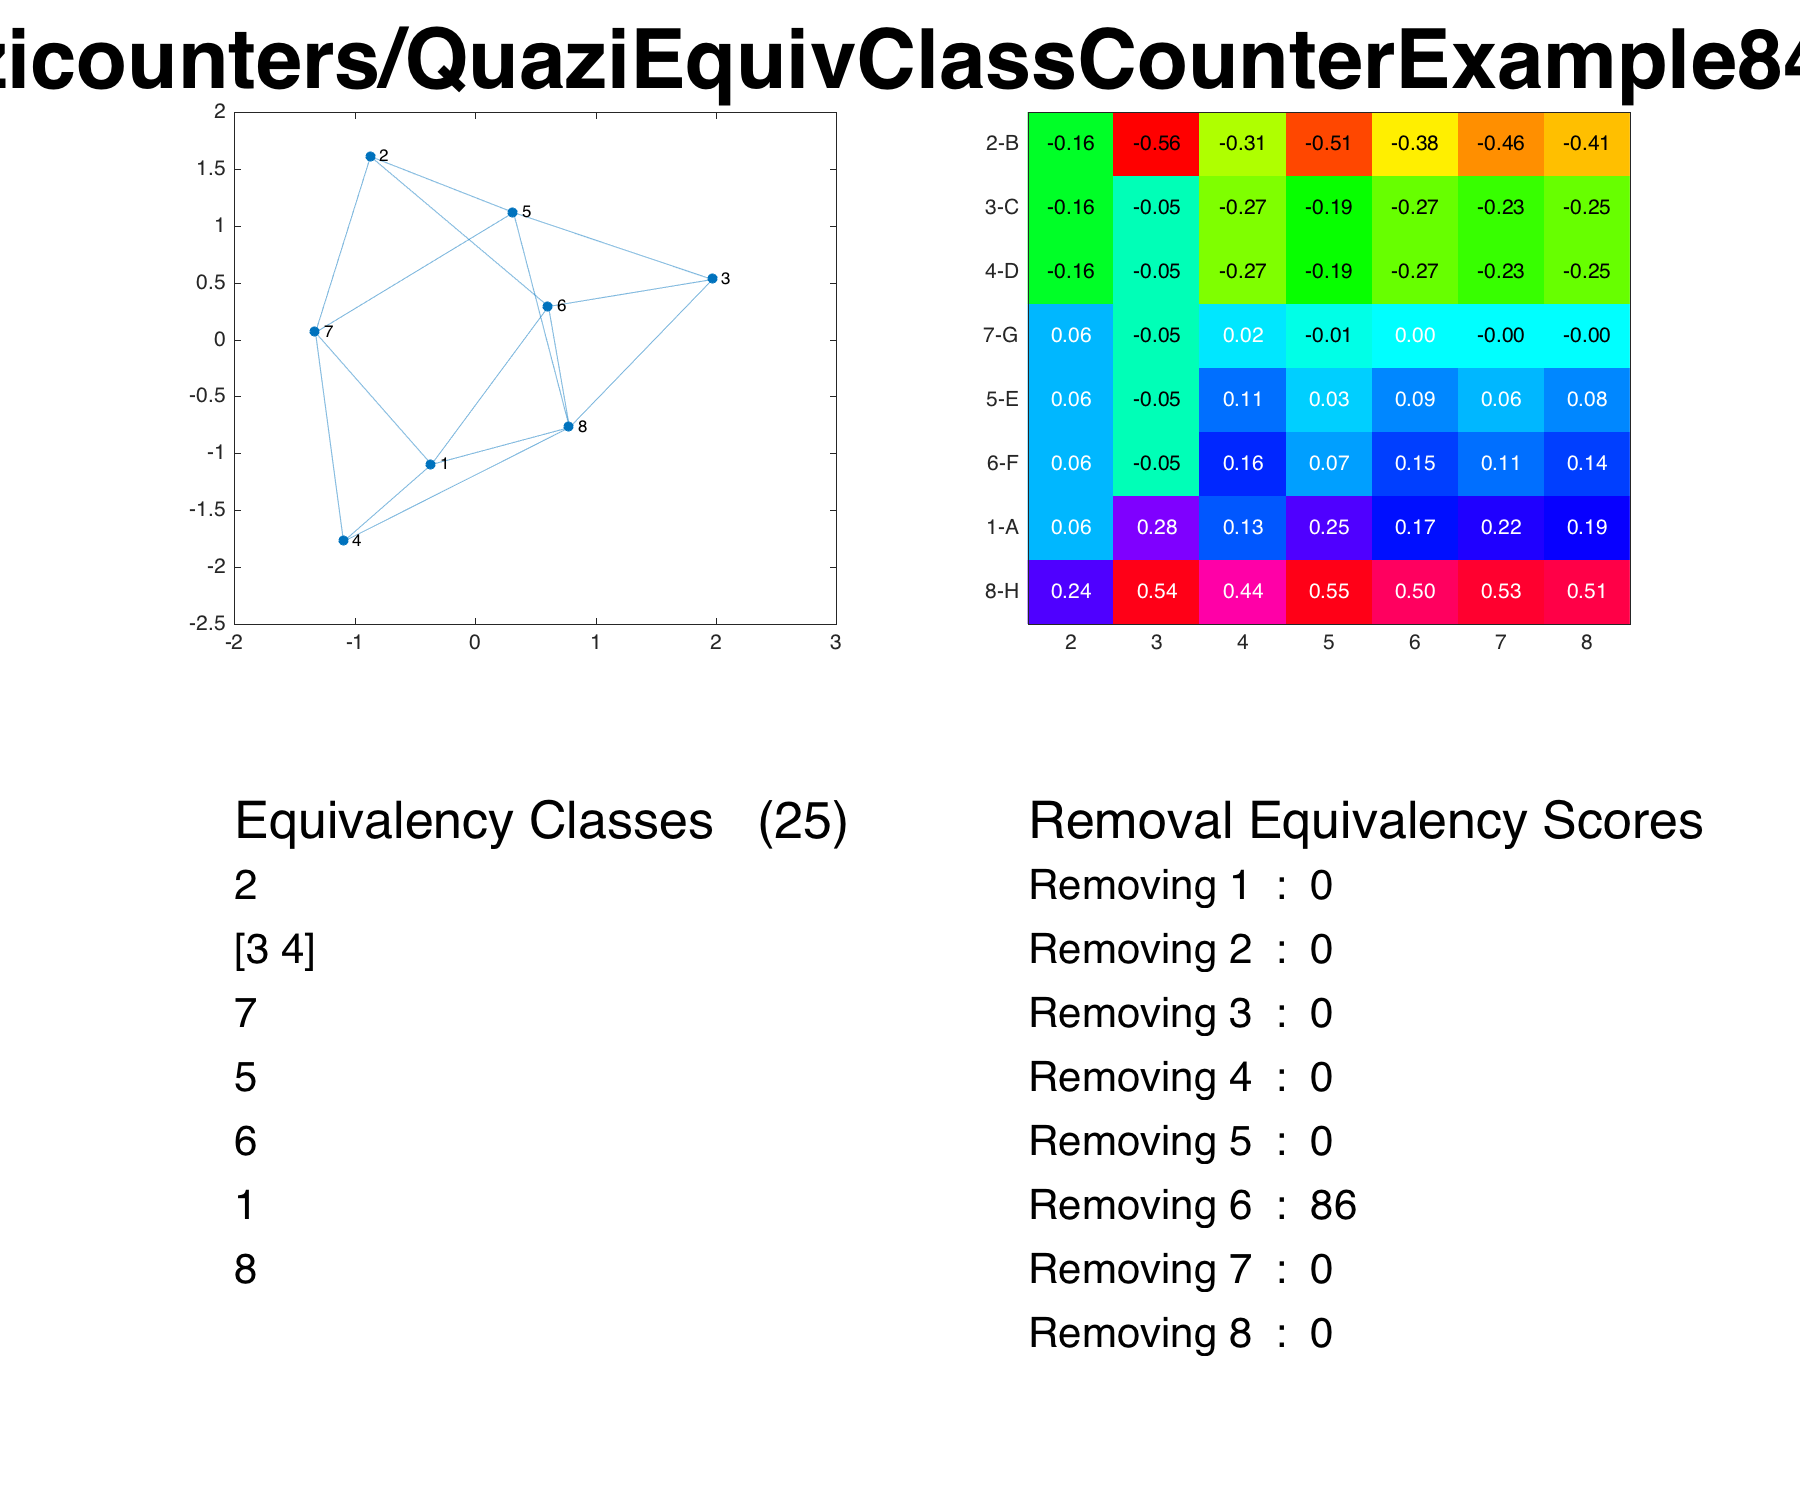 zicounters/QuaziEquivClassCounterExample84
2
1.5
1
0.5
0
-0.5
-1
-1.5
-2
-2.5
-2 -1 0 1 2 3
2
5
3
6
7
8
1
4
2-B -0.16 -0.56 -0.31 -0.51 -0.38 -0.46 -0.41
3-C -0.16 -0.05 -0.27 -0.19 -0.27 -0.23 -0.25
4-D -0.16 -0.05 -0.27 -0.19 -0.27 -0.23 -0.25
7-G 0.06 -0.05 0.02 -0.01 0.00 -0.00 -0.00
5-E 0.06 -0.05 0.11 0.03 0.09 0.06 0.08
6-F 0.06 -0.05 0.16 0.07 0.15 0.11 0.14
1-A 0.06 0.28 0.13 0.25 0.17 0.22 0.19
8-H 0.24 0.54 0.44 0.55 0.50 0.53 0.51
2 3 4 5 6 7 8
Equivalency Classes (25)
2
[3 4]
7
5
6
1
8
Removal Equivalency Scores
Removing 1 : 0
Removing 2 : 0
Removing 3 : 0
Removing 4 : 0
Removing 5 : 0
Removing 6 : 86
Removing 7 : 0
Removing 8 : 0